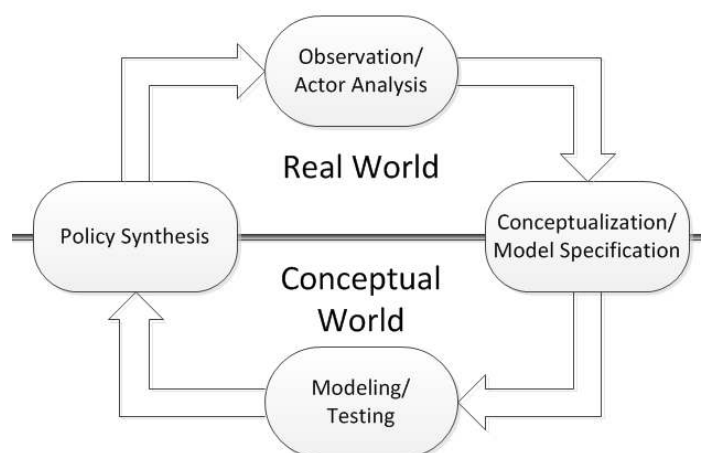 Observation/
Actor Analysis
Real World
Policy Synthesis
Conceptualization/
Model Specification
Conceptual
World
Modeling/
Testing